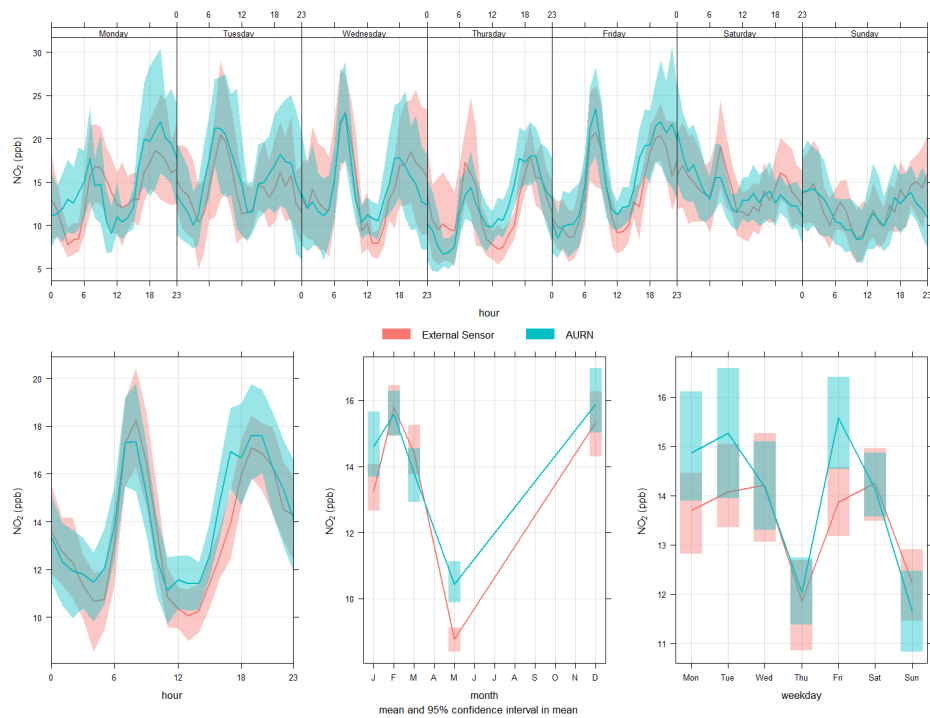 0 6 12 18 23 0 6 12 18 23 0 6 12 18 23
Monday Tuesday Wednesday Thursday Friday Saturday Sunday
30
25
20
15
10
5
NO2 (ppb)
0 6 12 18 23 0 6 12 18 23 0 6 12 18 23 0 6 12 18 23
hour
External Sensor AURN
20
18
16
14
12
10
NO2 (ppb)
0 6 12 18 23
hour
16
14
12
10
NO2 (ppb)
J F M A M J J A S O N D
month
16
15
14
13
12
11
NO2 (ppb)
Mon Tue Wed Thu Fri Sat Sun
weekday
mean and 95% confidence interval in mean